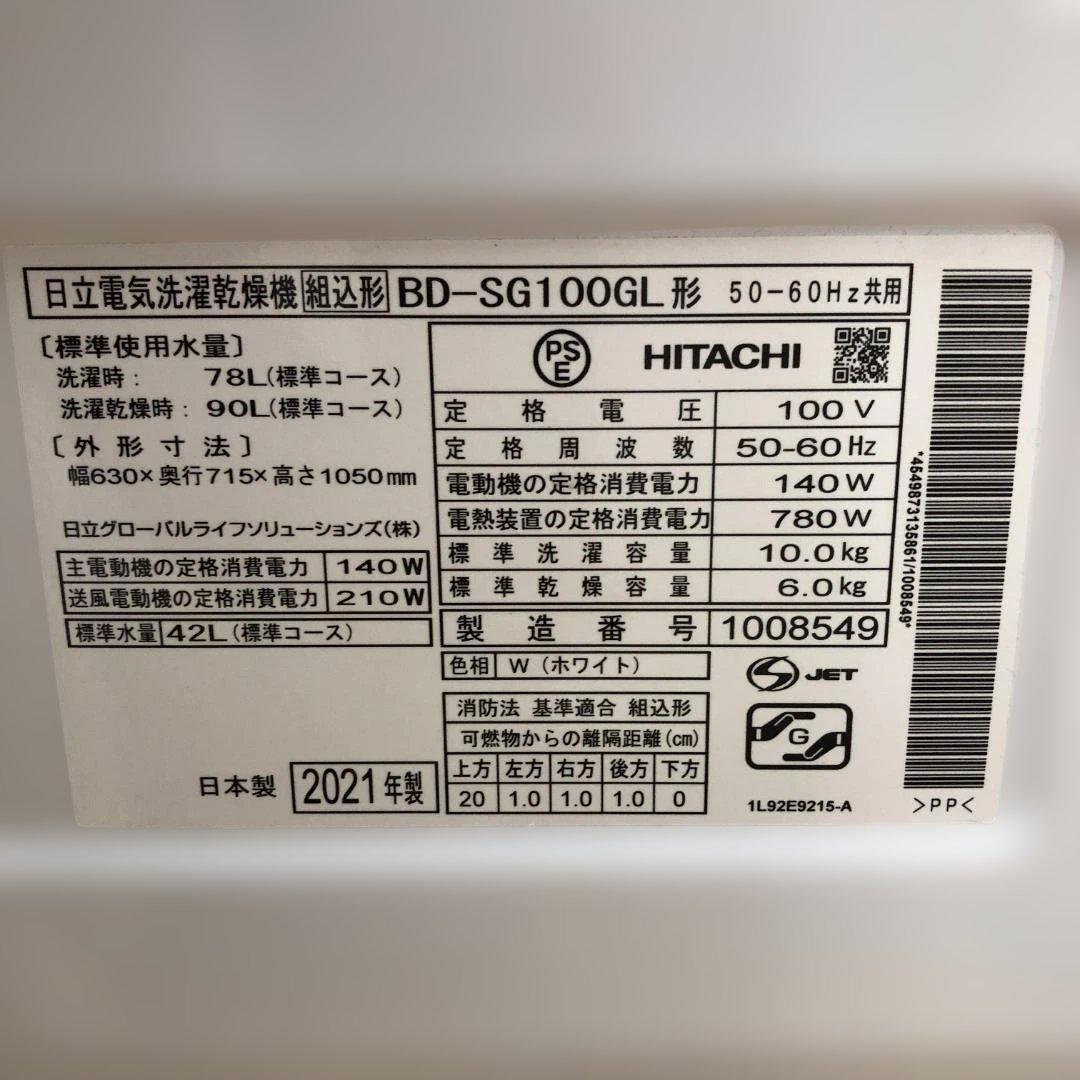 日立電気洗濯乾燥機 組込形 BD-SG100GL形 50-60Hz共用
〔標準使用水量〕
洗濯時: 78L(標準コース)
洗濯乾燥時: 90L(標準コース)
〔外形寸法〕
幅630×奥行715×高さ1050mm
日立グローバルライフソリューションズ(株)
主電動機の定格消費電力 140W
送風電動機の定格消費電力 210W
標準水量 42L(標準コース)
日本製 2021年製
PSE HITACHI
定格電圧 100V
定格周波数 50-60Hz
電動機の定格消費電力 140W
電熱装置の定格消費電力 780W
標準洗濯容量 10.0kg
標準乾燥容量 6.0kg
製造番号 1008549
色相 W(ホワイト)
消防法 基準適合 組込形
可燃物からの離隔距離(cm)
上方 左方 右方 後方 下方
20 1.0 1.0 1.0 0
S JET
G
1L92E9215-A
*4549873135861/1008549*
>PP<